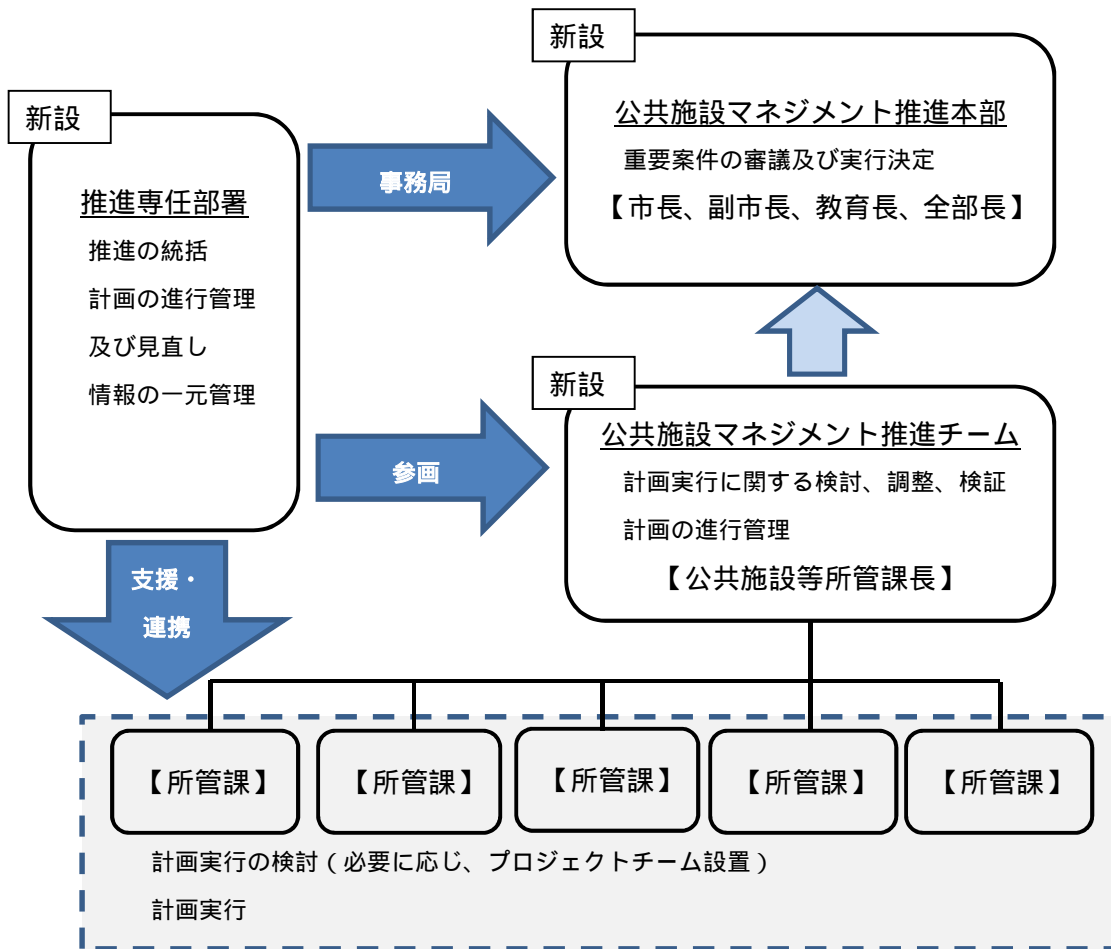 新設
推進専任部署
推進の統括
計画の進行管理
及び見直し
情報の一元管理
事務局
新設
公共施設マネジメント推進本部
重要案件の審議及び実行決定
【市長、副市長、教育長、全部長】
参画
新設
公共施設マネジメント推進チーム
計画実行に関する検討、調整、検証
計画の進行管理
【公共施設等所管課長】
支援・
連携
【所管課】 【所管課】 【所管課】 【所管課】 【所管課】
計画実行の検討（必要に応じ、プロジェクトチーム設置）
計画実行